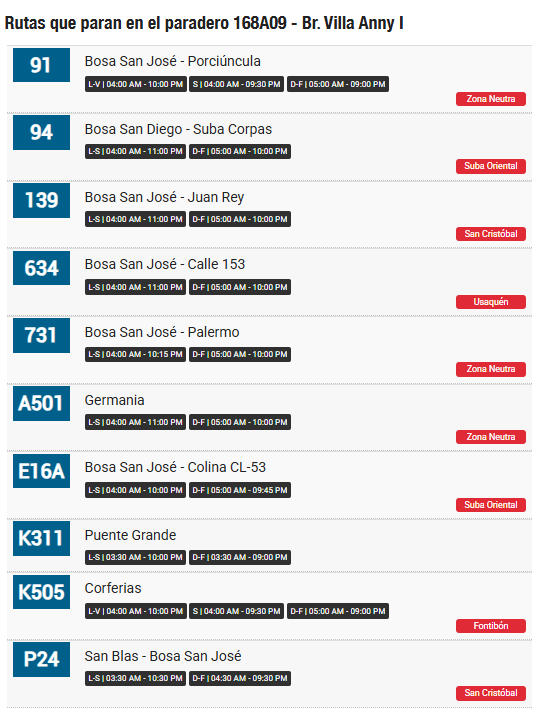 Rutas que paran en el paradero 168A09 - Br. Villa Anny I
91
Bosa San José - Porciúncula
L-V | 04:00 AM - 10:00 PM S | 04:00 AM - 09:30 PM D-F | 05:00 AM - 09:00 PM
Zona Neutra
94
Bosa San Diego - Suba Corpas
L-S | 04:00 AM - 11:00 PM D-F | 05:00 AM - 10:00 PM
Suba Oriental
139
Bosa San José - Juan Rey
L-S | 04:00 AM - 11:00 PM D-F | 05:00 AM - 10:00 PM
San Cristóbal
634
Bosa San José - Calle 153
L-S | 04:00 AM - 11:00 PM D-F | 05:00 AM - 10:00 PM
Usaquén
731
Bosa San José - Palermo
L-S | 04:00 AM - 10:15 PM D-F | 05:00 AM - 10:00 PM
Zona Neutra
A501
Germania
L-S | 04:00 AM - 11:00 PM D-F | 05:00 AM - 10:00 PM
Zona Neutra
E16A
Bosa San José - Colina CL-53
L-S | 04:00 AM - 10:00 PM D-F | 05:00 AM - 09:45 PM
Suba Oriental
K311
Puente Grande
L-S | 03:30 AM - 10:00 PM D-F | 03:30 AM - 09:00 PM
K505
Corferias
L-V | 04:00 AM - 10:00 PM S | 04:00 AM - 09:30 PM D-F | 05:00 AM - 09:00 PM
Fontibón
P24
San Blas - Bosa San José
L-S | 03:30 AM - 10:30 PM D-F | 04:30 AM - 09:30 PM
San Cristóbal